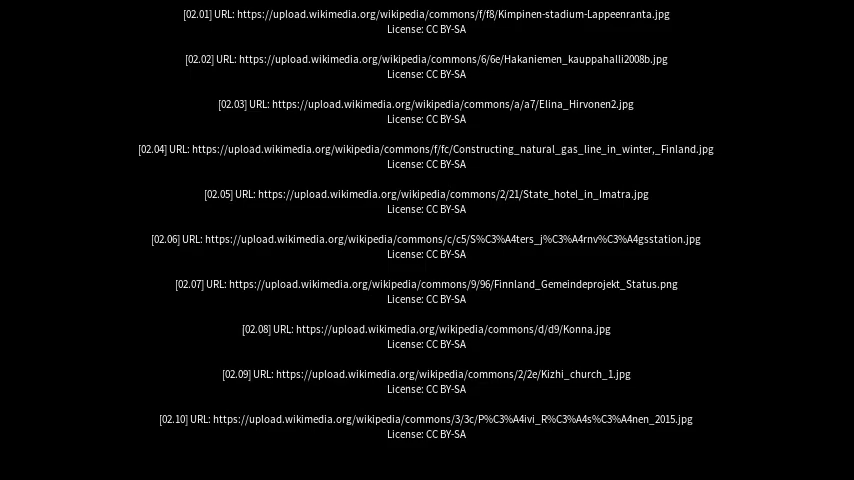 [02.01] URL: https://upload.wikimedia.org/wikipedia/commons/f/f8/Kimpinen-stadium-Lappeenranta.jpg
License: CC BY-SA
[02.02] URL: https://upload.wikimedia.org/wikipedia/commons/6/6e/Hakaniemen_kauppahalli2008b.jpg
License: CC BY-SA
[02.03] URL: https://upload.wikimedia.org/wikipedia/commons/a/a7/Elina_Hirvonen2.jpg
License: CC BY-SA
[02.04] URL: https://upload.wikimedia.org/wikipedia/commons/f/fc/Constructing_natural_gas_line_in_winter,_Finland.jpg
License: CC BY-SA
[02.05] URL: https://upload.wikimedia.org/wikipedia/commons/2/21/State_hotel_in_Imatra.jpg
License: CC BY-SA
[02.06] URL: https://upload.wikimedia.org/wikipedia/commons/c/c5/S%C3%A4ters_j%C3%A4rnv%C3%A4gsstation.jpg
License: CC BY-SA
[02.07] URL: https://upload.wikimedia.org/wikipedia/commons/9/96/Finnland_Gemeindeprojekt_Status.png
License: CC BY-SA
[02.08] URL: https://upload.wikimedia.org/wikipedia/commons/d/d9/Konna.jpg
License: CC BY-SA
[02.09] URL: https://upload.wikimedia.org/wikipedia/commons/2/2e/Kizhi_church_1.jpg
License: CC BY-SA
[02.10] URL: https://upload.wikimedia.org/wikipedia/commons/3/3c/P%C3%A4ivi_R%C3%A4s%C3%A4nen_2015.jpg
License: CC BY-SA